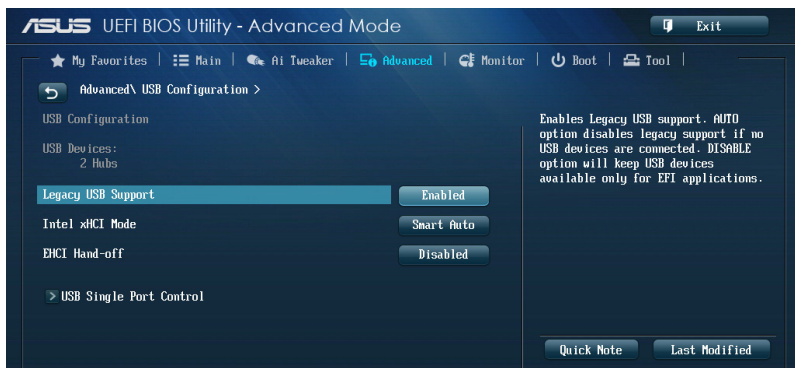 ASUS UEFI BIOS Utility - Advanced Mode
Exit
My Favorites | Main | Ai Tweaker | Advanced | Monitor | Boot | Tool |
Advanced\ USB Configuration >
USB Configuration
USB Devices:
2 Hubs
Legacy USB Support Enabled
Intel xHCI Mode Smart Auto
EHCI Hand-off Disabled
> USB Single Port Control
Enables Legacy USB support. AUTO
option disables legacy support if no
USB devices are connected. DISABLE
option will keep USB devices
available only for EFI applications.
Quick Note Last Modified